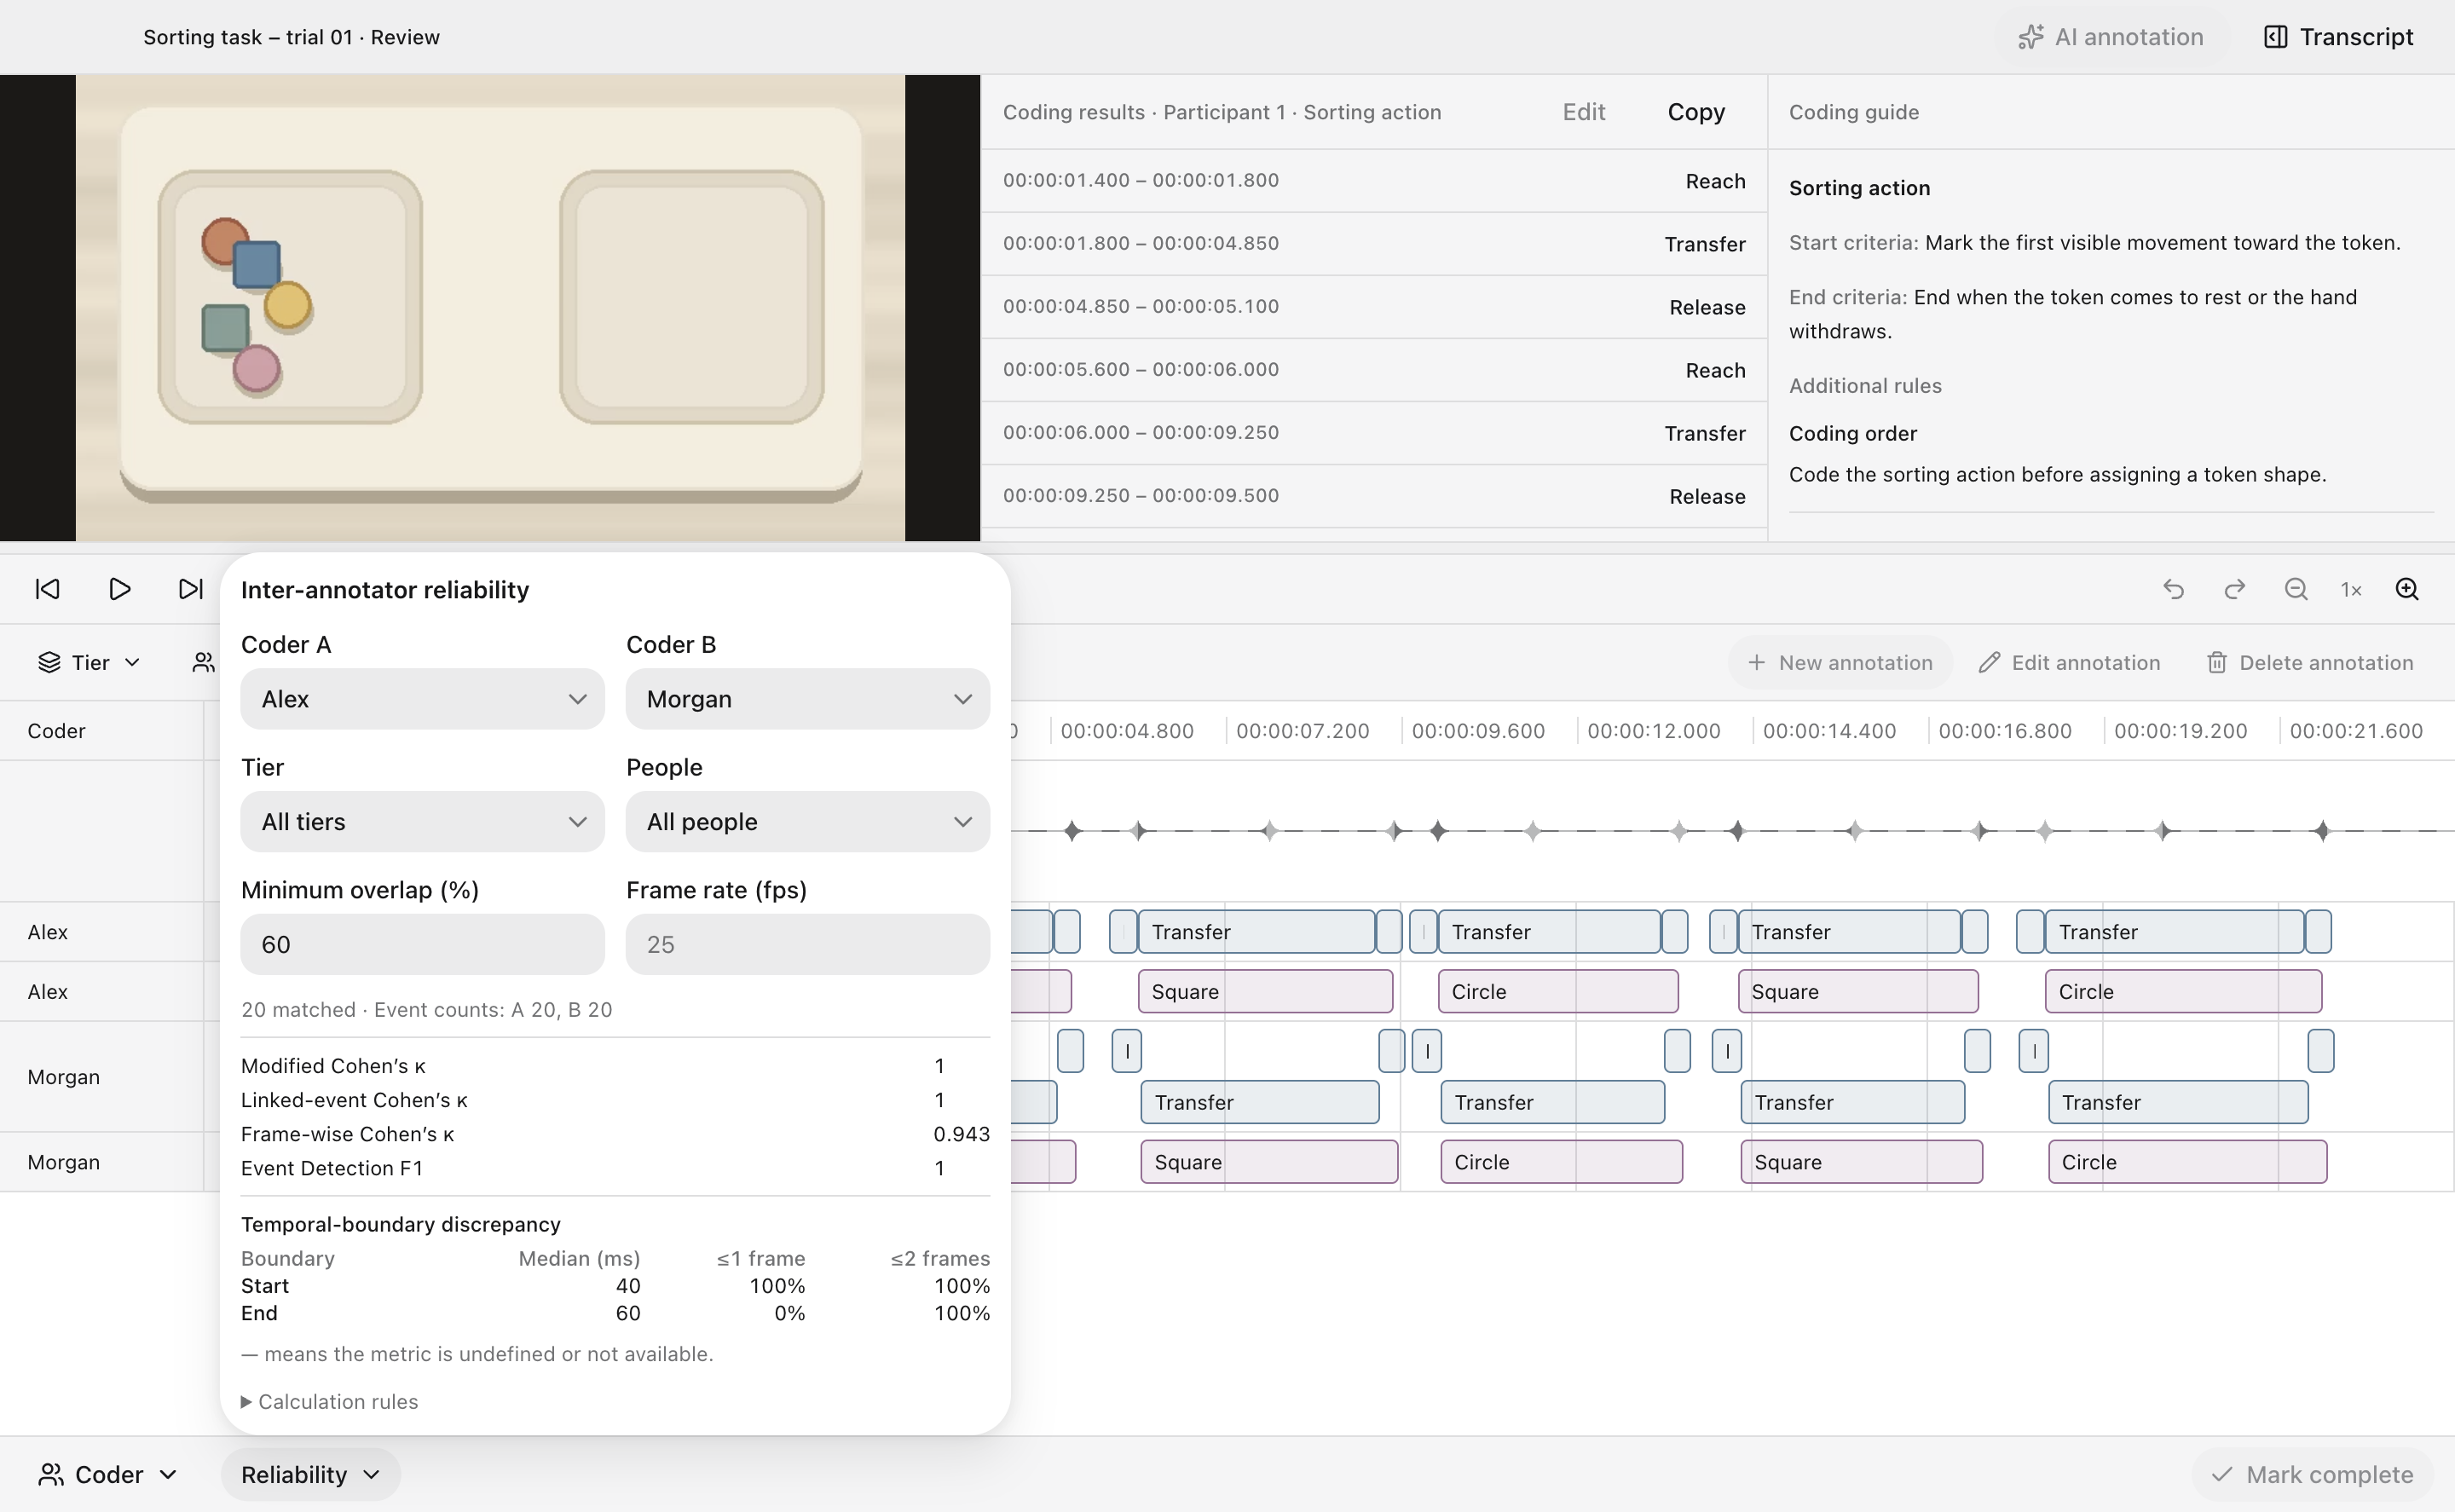 Sorting task – trial 01 · Review
AI annotation
Transcript
Coding results · Participant 1 · Sorting action
Edit
Copy
00:00:01.400 – 00:00:01.800
Reach
00:00:01.800 – 00:00:04.850
Transfer
00:00:04.850 – 00:00:05.100
Release
00:00:05.600 – 00:00:06.000
Reach
00:00:06.000 – 00:00:09.250
Transfer
00:00:09.250 – 00:00:09.500
Release
Coding guide
Sorting action
Start criteria: Mark the first visible movement toward the token.
End criteria: End when the token comes to rest or the hand
withdraws.
Additional rules
Coding order
Code the sorting action before assigning a token shape.
1×
Tier
New annotation
Edit annotation
Delete annotation
Inter-annotator reliability
Coder A
Coder B
Alex
Morgan
Tier
People
All tiers
All people
Minimum overlap (%)
Frame rate (fps)
60
25
20 matched · Event counts: A 20, B 20
Modified Cohen’s κ
1
Linked-event Cohen’s κ
1
Frame-wise Cohen’s κ
0.943
Event Detection F1
1
Temporal-boundary discrepancy
Boundary Median (ms) ≤1 frame ≤2 frames
Start 40 100% 100%
End 60 0% 100%
— means the metric is undefined or not available.
Calculation rules
Coder
00:00:04.800
00:00:07.200
00:00:09.600
00:00:12.000
00:00:14.400
00:00:16.800
00:00:19.200
00:00:21.600
Alex
Transfer
Transfer
Transfer
Transfer
Alex
Square
Circle
Square
Circle
Morgan
Transfer
Transfer
Transfer
Transfer
Morgan
Square
Circle
Square
Circle
Coder
Reliability
Mark complete